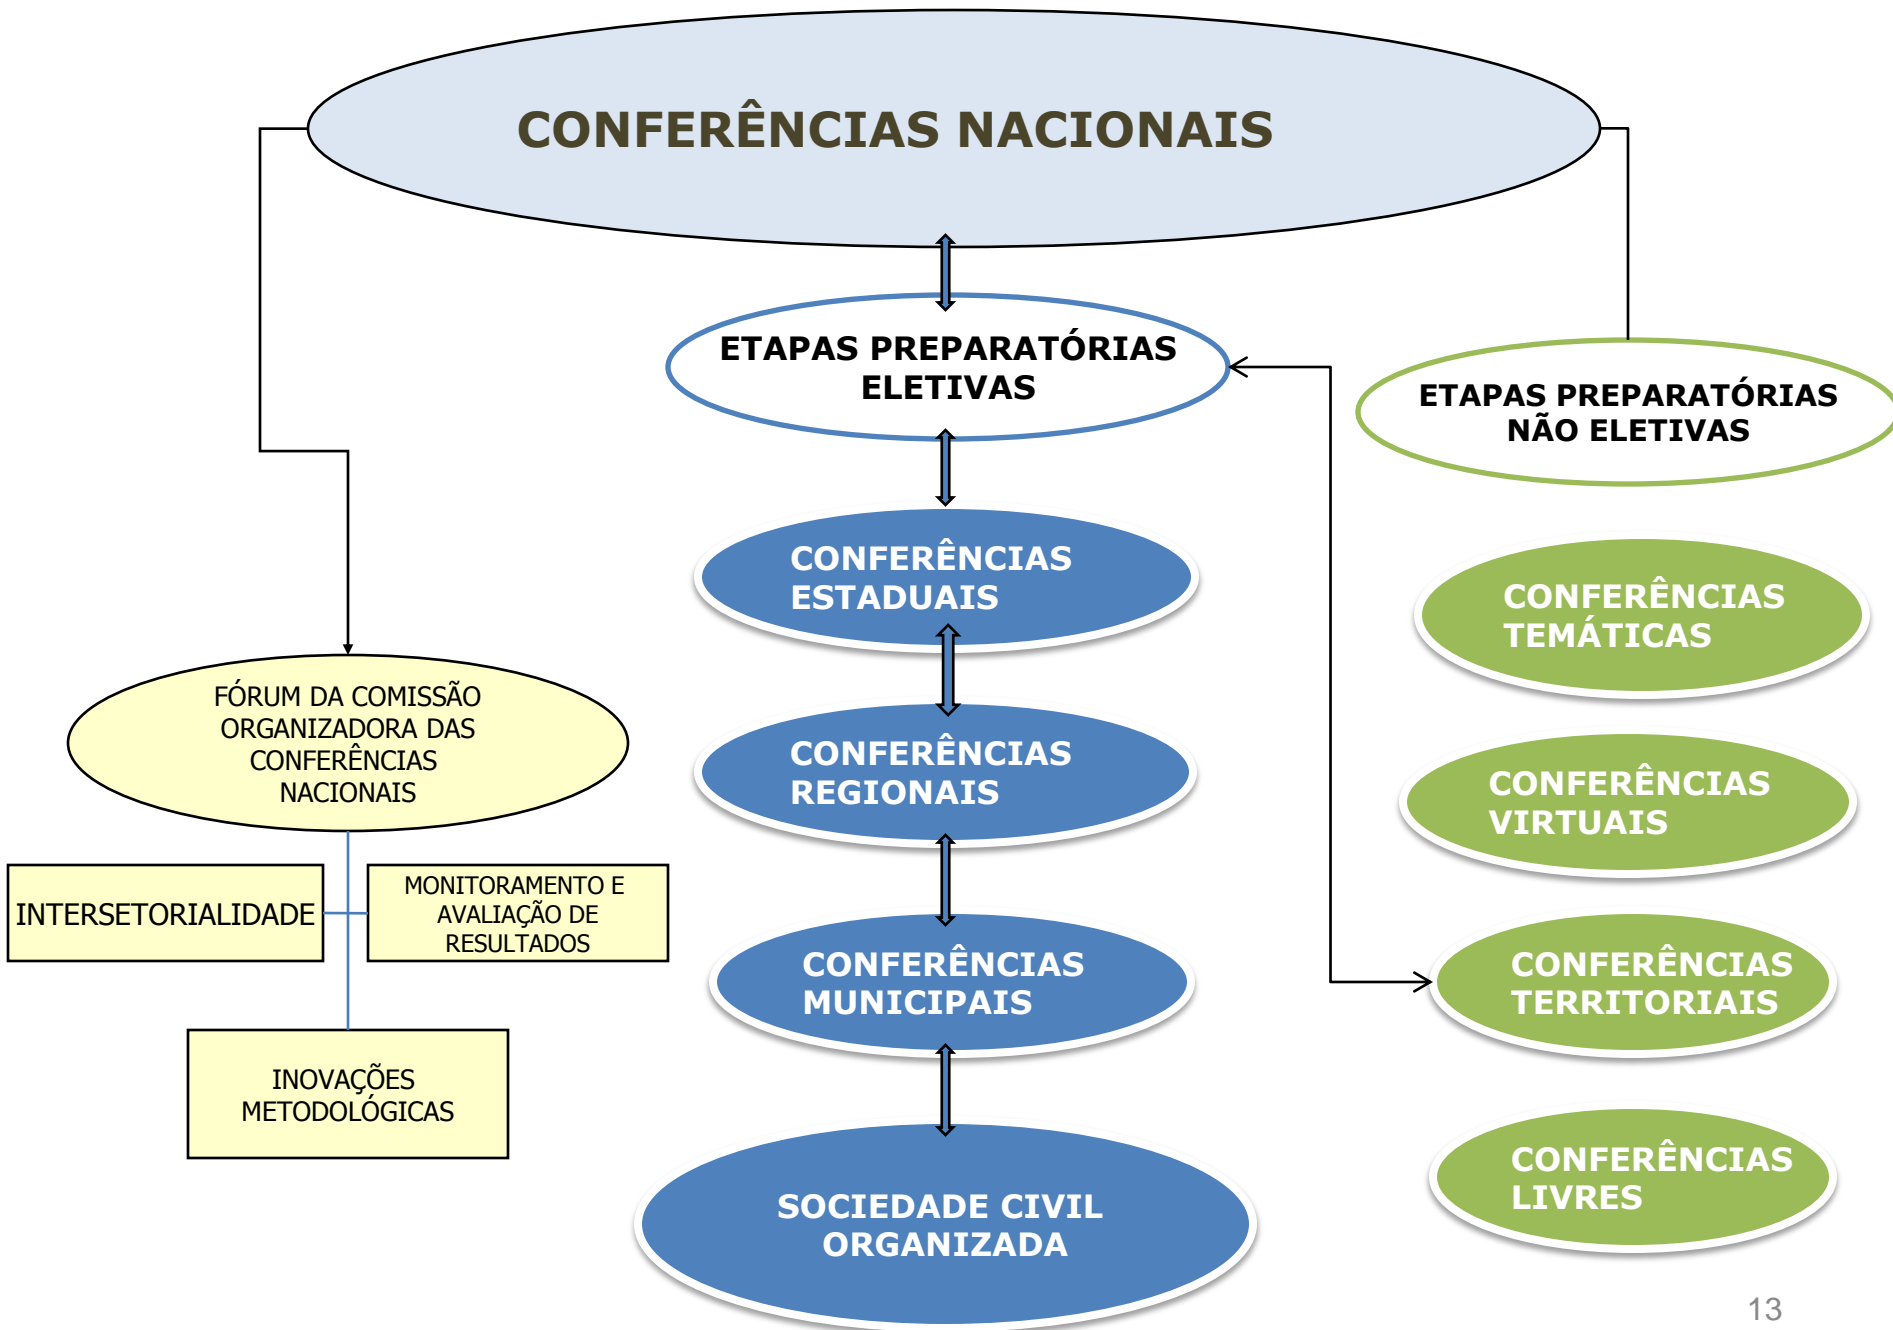 CONFERÊNCIAS NACIONAIS
ETAPAS PREPARATÓRIAS
ELETIVAS
ETAPAS PREPARATÓRIAS
NÃO ELETIVAS
CONFERÊNCIAS
ESTADUAIS
CONFERÊNCIAS
REGIONAIS
CONFERÊNCIAS
MUNICIPAIS
SOCIEDADE CIVIL
ORGANIZADA
CONFERÊNCIAS
TEMÁTICAS
CONFERÊNCIAS
VIRTUAIS
CONFERÊNCIAS
TERRITORIAIS
CONFERÊNCIAS
LIVRES
FÓRUM DA COMISSÃO
ORGANIZADORA DAS
CONFERÊNCIAS
NACIONAIS
INTERSETORIALIDADE
MONITORAMENTO E
AVALIAÇÃO DE
RESULTADOS
INOVAÇÕES
METODOLÓGICAS
13